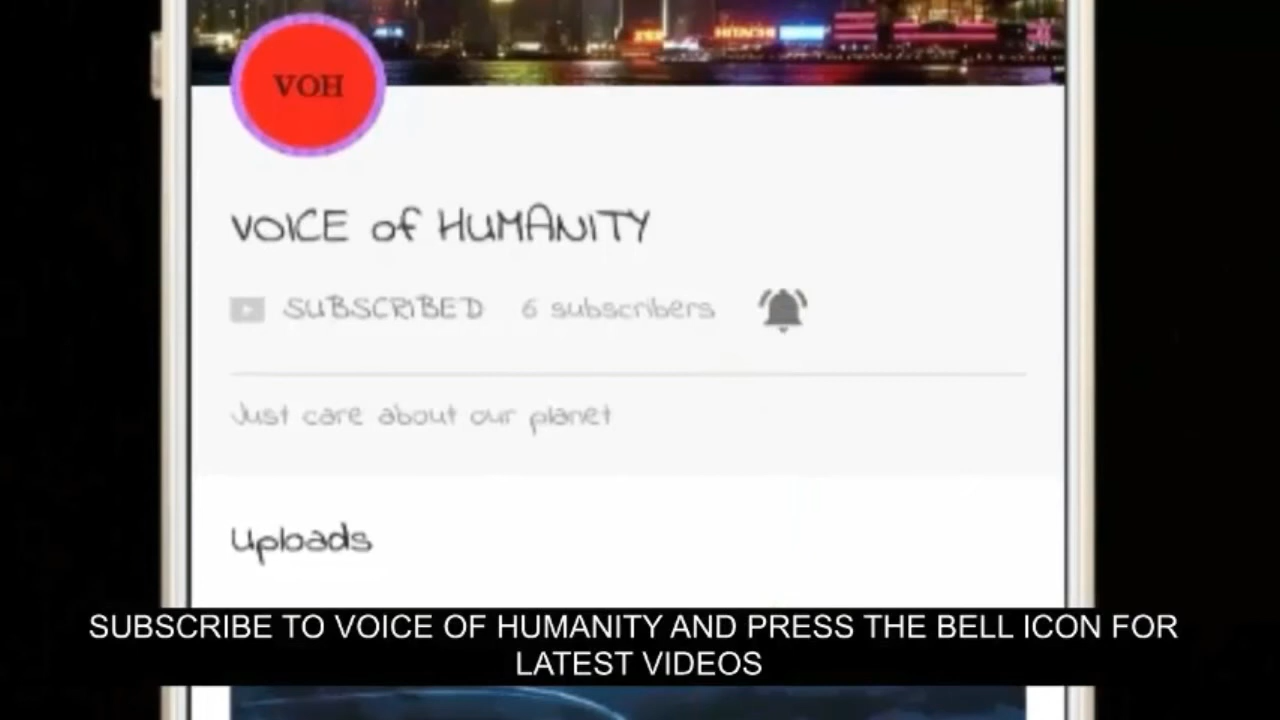 HITACHI
VOH
VOICE of HUMANITY
SUBSCRIBED 6 subscribers
Just care about our planet
Uploads
SUBSCRIBE TO VOICE OF HUMANITY AND PRESS THE BELL ICON FOR
LATEST VIDEOS